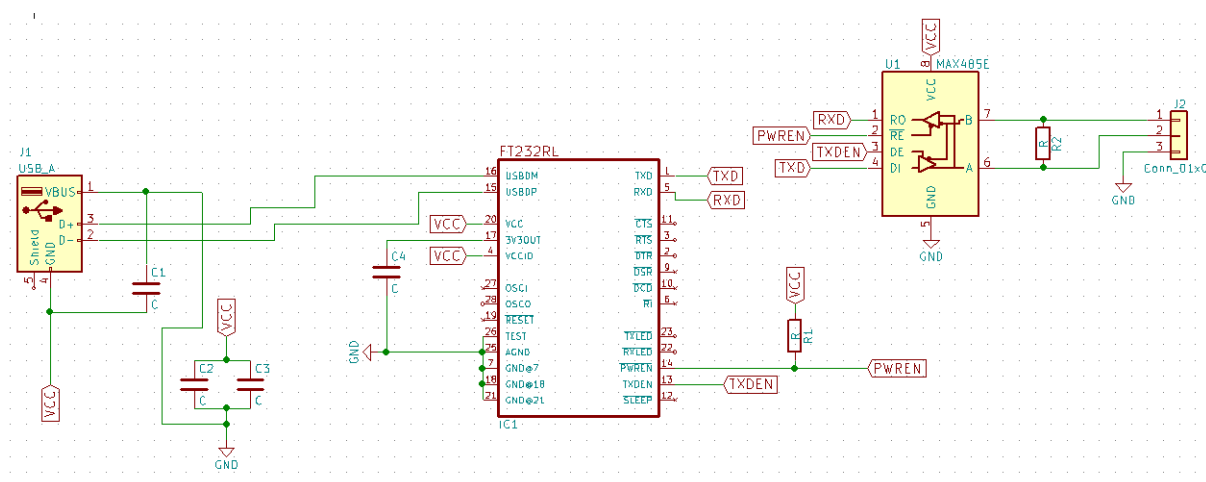 J1
USB_A
VBUS 1
D+ 3
D- 2
Shield
GND
5
4
C1
C
VCC
VCC
C2
C
C3
C
GND
GND
C4
C
VCC
VCC
FT232RL
16 USBDM
15 USBDP
20 VCC
17 3V3OUT
4 VCCIO
27 OSCI
28 OSCO
19 RESET
26 TEST
25 AGND
7 GND@7
18 GND@18
21 GND@21
TXD 1
RXD 5
CTS 11
RTS 3
DTR 2
DSR 9
DCD 10
RI 6
TXLED 23
RXLED 22
PWREN 14
TXDEN 13
SLEEP 12
IC1
TXD
RXD
VCC
R
R1
PWREN
TXDEN
VCC
8
U1
MAX485E
RXD
PWREN
TXDEN
TXD
1 RO
2 RE
3 DE
4 DI
VCC
GND
B 7
A 6
5
GND
R
R2
J2
1
2
3
Conn_01x0
GND